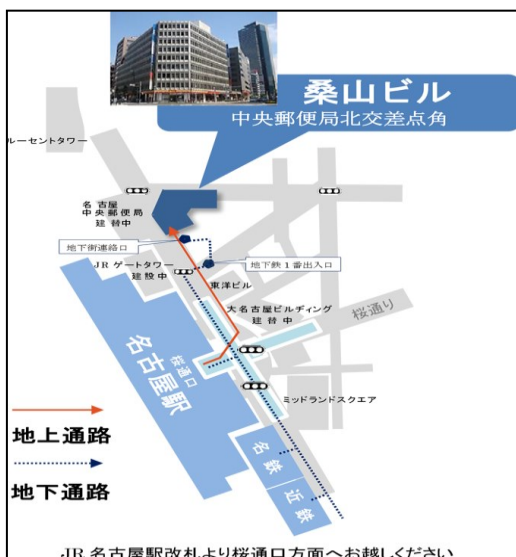 桑山ビル
中央郵便局北交差点角
ルーセントタワー
名古屋
中央郵便局
建替中
地下街連絡口
JRゲートタワー
建設中
地下鉄1番出入口
東洋ビル
大名古屋ビルヂィング
建替中
桜通り
桜通口
名古屋駅
ミッドランドスクエア
地上通路
名鉄
地下通路
近鉄
JR名古屋駅改札より桜通口方面へお越しください